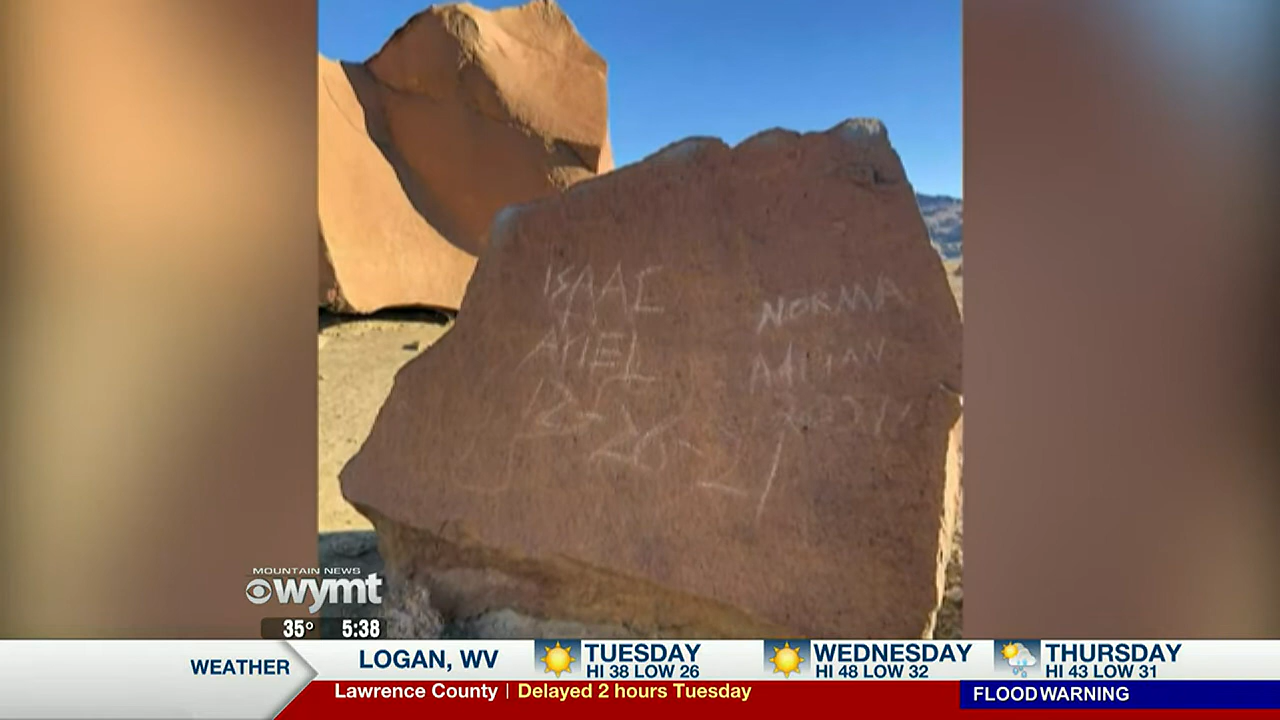 ISAAC
NORMA
ARIEL
ADRIAN
12-
26-21
MOUNTAIN NEWS
wymt
35° 5:38
WEATHER
LOGAN, WV
TUESDAY
HI 38 LOW 26
WEDNESDAY
HI 48 LOW 32
THURSDAY
HI 43 LOW 31
Lawrence County | Delayed 2 hours Tuesday
FLOOD WARNING